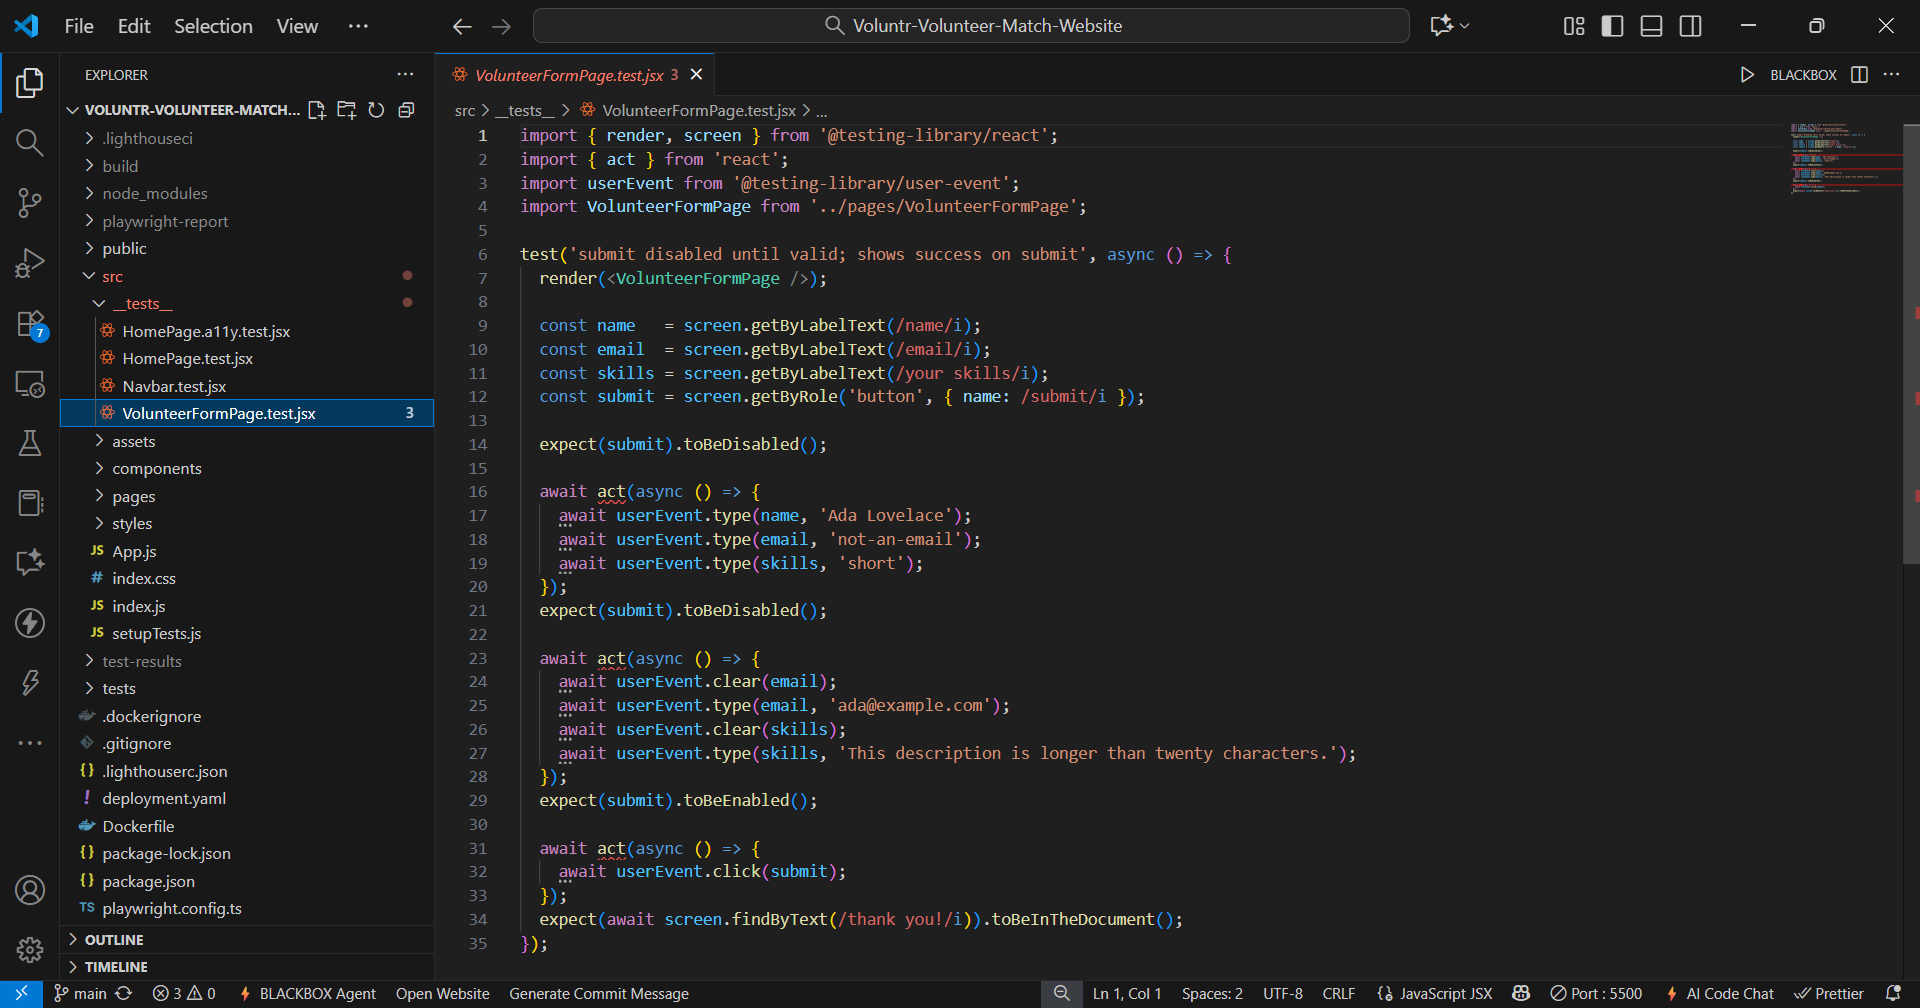 File Edit Selection View ···
Voluntr-Volunteer-Match-Website
EXPLORER
VOLUNTR-VOLUNTEER-MATCH...
.lighthouseci
build
node_modules
playwright-report
public
src
__tests__
HomePage.a11y.test.jsx
HomePage.test.jsx
Navbar.test.jsx
VolunteerFormPage.test.jsx 3
assets
components
pages
styles
JS App.js
# index.css
JS index.js
JS setupTests.js
test-results
tests
.dockerignore
.gitignore
{} .lighthouserc.json
! deployment.yaml
Dockerfile
{} package-lock.json
{} package.json
TS playwright.config.ts
OUTLINE
TIMELINE
7
VolunteerFormPage.test.jsx 3
BLACKBOX
src > __tests__ > VolunteerFormPage.test.jsx > ...
1 import { render, screen } from '@testing-library/react';
2 import { act } from 'react';
3 import userEvent from '@testing-library/user-event';
4 import VolunteerFormPage from '../pages/VolunteerFormPage';
5
6 test('submit disabled until valid; shows success on submit', async () => {
7 render(<VolunteerFormPage />);
8
9 const name   = screen.getByLabelText(/name/i);
10 const email  = screen.getByLabelText(/email/i);
11 const skills = screen.getByLabelText(/your skills/i);
12 const submit = screen.getByRole('button', { name: /submit/i });
13
14 expect(submit).toBeDisabled();
15
16 await act(async () => {
17 await userEvent.type(name, 'Ada Lovelace');
18 await userEvent.type(email, 'not-an-email');
19 await userEvent.type(skills, 'short');
20 });
21 expect(submit).toBeDisabled();
22
23 await act(async () => {
24 await userEvent.clear(email);
25 await userEvent.type(email, 'ada@example.com');
26 await userEvent.clear(skills);
27 await userEvent.type(skills, 'This description is longer than twenty characters.');
28 });
29 expect(submit).toBeEnabled();
30
31 await act(async () => {
32 await userEvent.click(submit);
33 });
34 expect(await screen.findByText(/thank you!/i)).toBeInTheDocument();
35 });
main 3 0 BLACKBOX Agent Open Website Generate Commit Message Ln 1, Col 1 Spaces: 2 UTF-8 CRLF {} JavaScript JSX Port : 5500 AI Code Chat Prettier